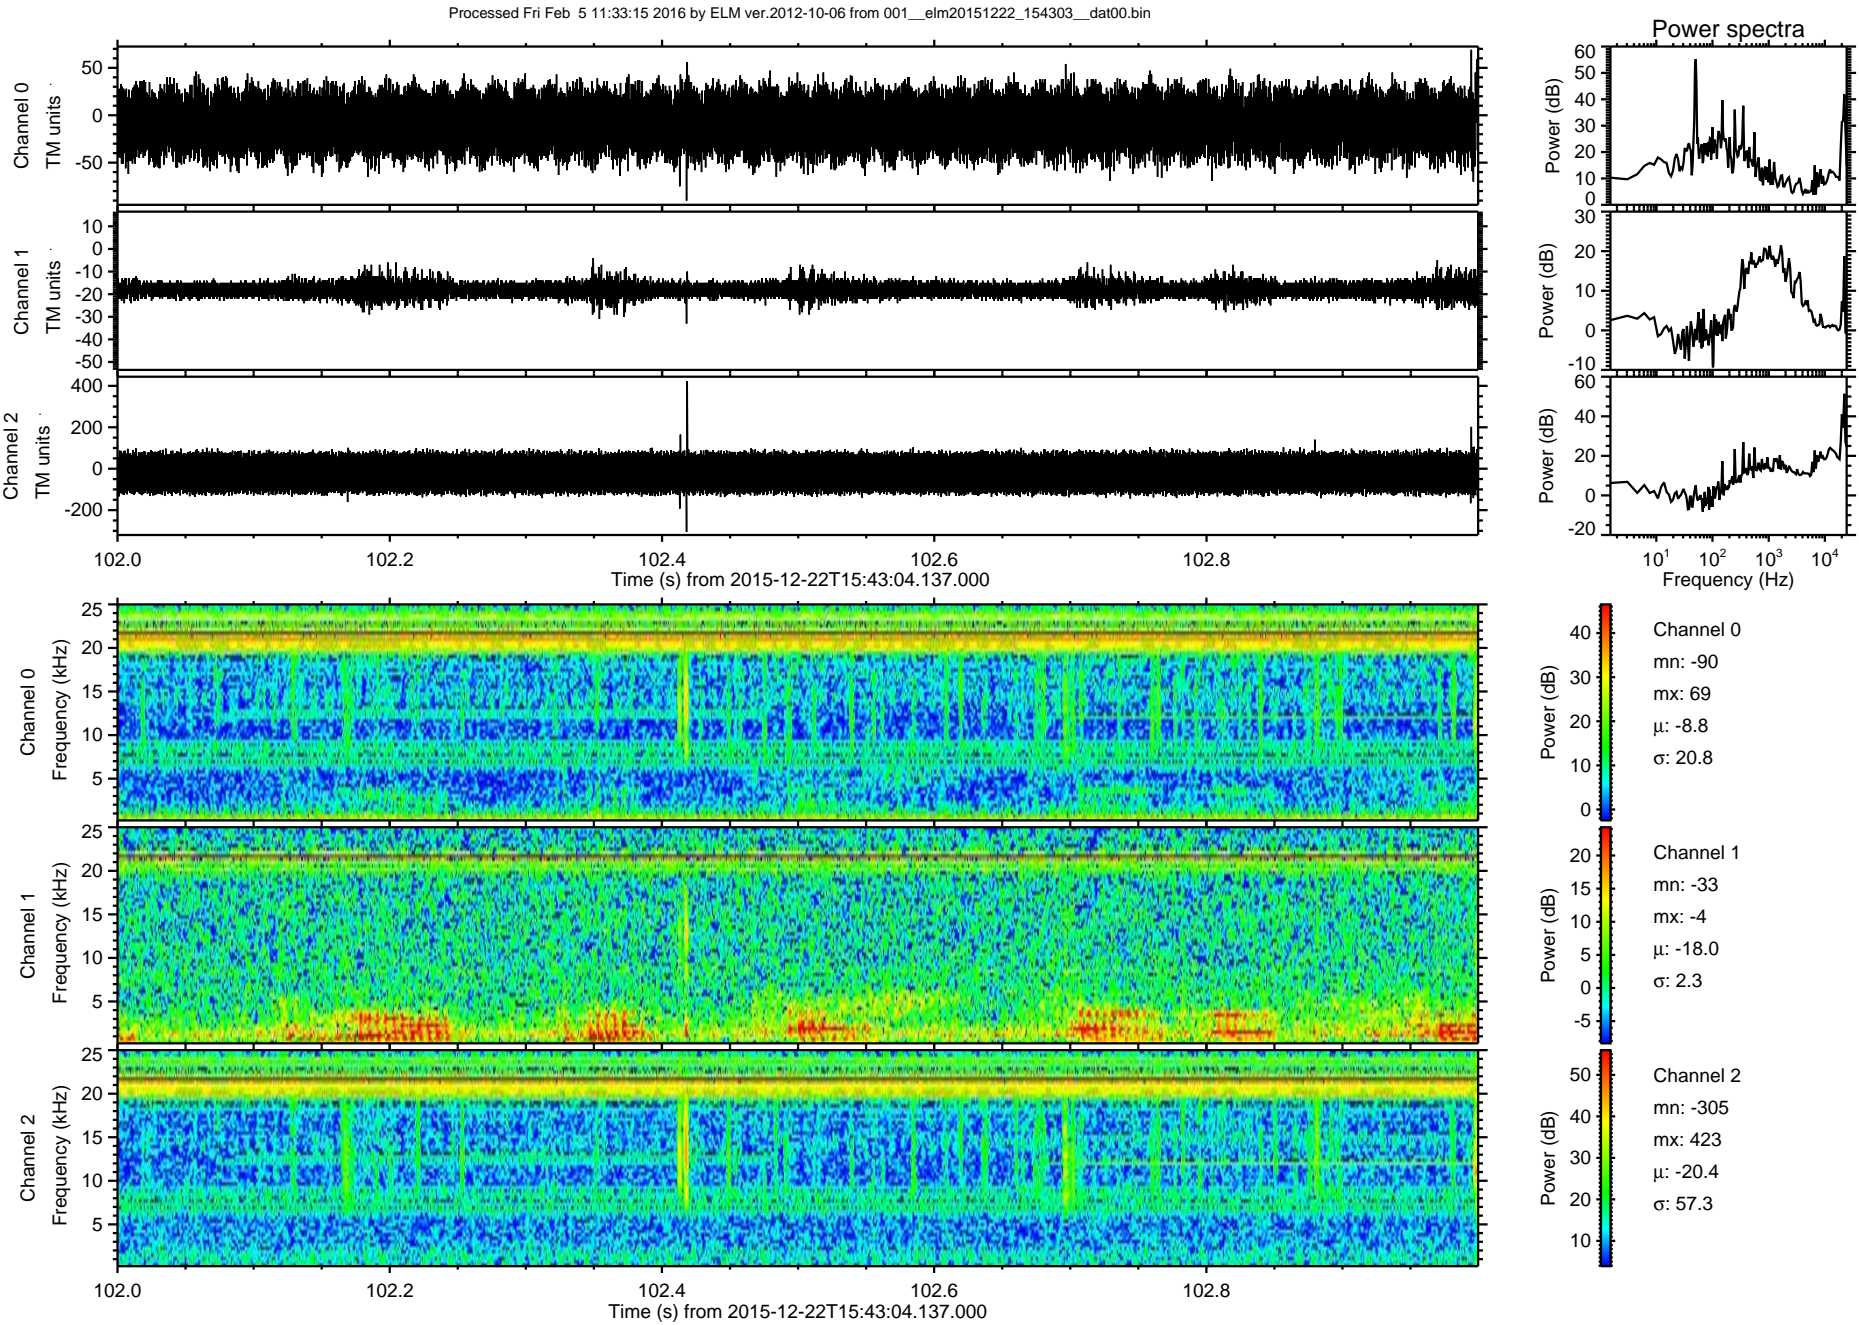 Processed Fri Feb  5 11:33:15 2016 by ELM ver.2012-10-06 from 001__elm20151222_154303__dat00.bin
Power spectra
Channel 0
TM units
50
0
-50
Power (dB)
60
50
40
30
20
10
0
Channel 1
TM units
10
0
-10
-20
-30
-40
-50
Power (dB)
30
20
10
0
-10
Channel 2
TM units
400
200
0
-200
Power (dB)
60
40
20
0
-20
102.0 102.2 102.4 102.6 102.8
Time (s) from 2015-12-22T15:43:04.137.000
10^1 10^2 10^3 10^4
Frequency (Hz)
Channel 0
Frequency (kHz)
25
20
15
10
5
Power (dB)
40
30
20
10
0
Channel 0
mn: -90
mx: 69
μ: -8.8
σ: 20.8
Channel 1
Frequency (kHz)
25
20
15
10
5
Power (dB)
20
15
10
5
0
-5
Channel 1
mn: -33
mx: -4
μ: -18.0
σ: 2.3
Channel 2
Frequency (kHz)
25
20
15
10
5
Power (dB)
50
40
30
20
10
Channel 2
mn: -305
mx: 423
μ: -20.4
σ: 57.3
102.0 102.2 102.4 102.6 102.8
Time (s) from 2015-12-22T15:43:04.137.000